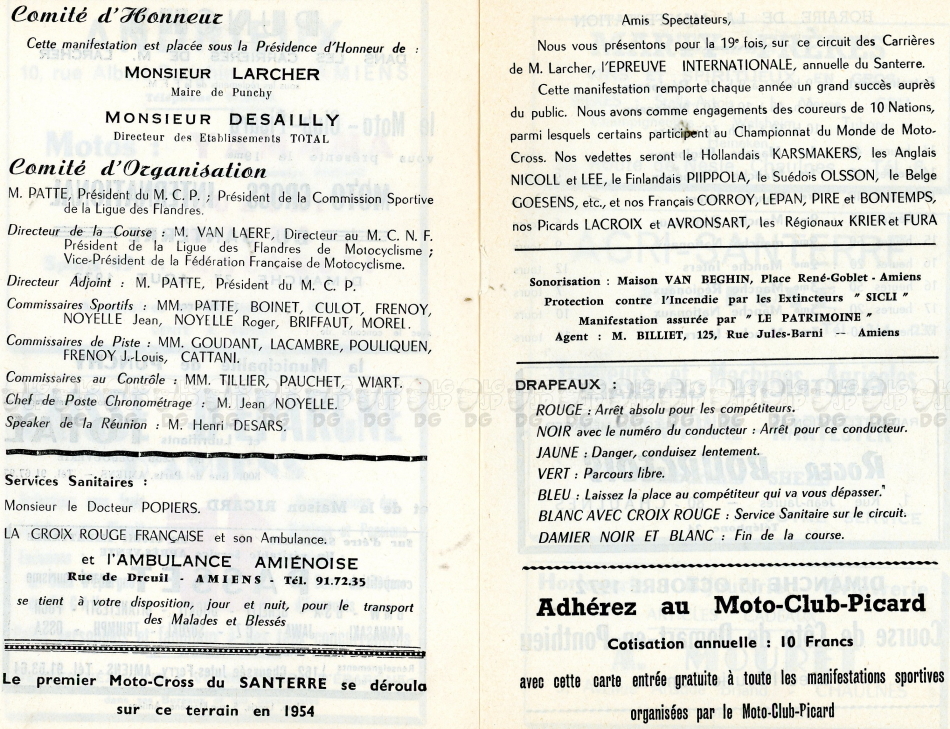 Comité d'Honneur
Cette manifestation est placée sous la Présidence d'Honneur de :
MONSIEUR LARCHER
Maire de Punchy
MONSIEUR DESAILLY
Directeur des Etablissements TOTAL
Comité d'Organisation
M. PATTE, Président du M. C. P. ; Président de la Commission Sportive
de la Ligue des Flandres.
Directeur de la Course : M. VAN LAERE, Directeur au M. C. N. F.
Président de la Ligue des Flandres de Motocyclisme ;
Vice-Président de la Fédération Française de Motocyclisme.
Directeur Adjoint : M. PATTE, Président du M. C. P.
Commissaires Sportifs : MM. PATTE, BOINET, CULOT, FRENOY,
NOYELLE Jean, NOYELLE Roger, BRIFFAUT, MOREL.
Commissaires de Piste : MM. GOUDANT, LACAMBRE, POULIQUEN,
FRENOY J.-Louis, CATTANI.
Commissaires au Contrôle : MM. TILLIER, PAUCHET, WIART.
Chef de Poste Chronométrage : M. Jean NOYELLE.
Speaker de la Réunion : M. Henri DESARS.
Services Sanitaires :
Monsieur le Docteur POPIERS.
LA CROIX ROUGE FRANÇAISE et son Ambulance.
et l'AMBULANCE AMIÉNOISE
Rue de Dreuil - AMIENS - Tél. 91.72.35
se tient à votre disposition, jour et nuit, pour le transport
des Malades et Blessés
Le premier Moto-Cross du SANTERRE se déroula
sur ce terrain en 1954
Amis Spectateurs,
Nous vous présentons pour la 19e fois, sur ce circuit des Carrières
de M. Larcher, l'EPREUVE INTERNATIONALE, annuelle du Santerre.
Cette manifestation remporte chaque année un grand succès auprès
du public. Nous avons comme engagements des coureurs de 10 Nations,
parmi lesquels certains participent au Championnat du Monde de Moto-
Cross. Nos vedettes seront le Hollandais KARSMAKERS, les Anglais
NICOLL et LEE, le Finlandais PIIPPOLA, le Suédois OLSSON, le Belge
GOESENS, etc., et nos Français CORROY, LEPAN, PIRE et BONTEMPS,
nos Picards LACROIX et AVRONSART, les Régionaux KRIER et FURA
Sonorisation : Maison VAN BEGHIN, Place René-Goblet - Amiens
Protection contre l'Incendie par les Extincteurs " SICLI "
Manifestation assurée par " LE PATRIMOINE "
Agent : M. BILLIET, 125, Rue Jules-Barni - Amiens
DRAPEAUX :
ROUGE : Arrêt absolu pour les compétiteurs.
NOIR avec le numéro du conducteur : Arrêt pour ce conducteur.
JAUNE : Danger, conduisez lentement.
VERT : Parcours libre.
BLEU : Laissez la place au compétiteur qui va vous dépasser.
BLANC AVEC CROIX ROUGE : Service Sanitaire sur le circuit.
DAMIER NOIR ET BLANC : Fin de la course.
Adhérez au Moto-Club-Picard
Cotisation annuelle : 10 Francs
avec cette carte entrée gratuite à toute les manifestations sportives
organisées par le Moto-Club-Picard